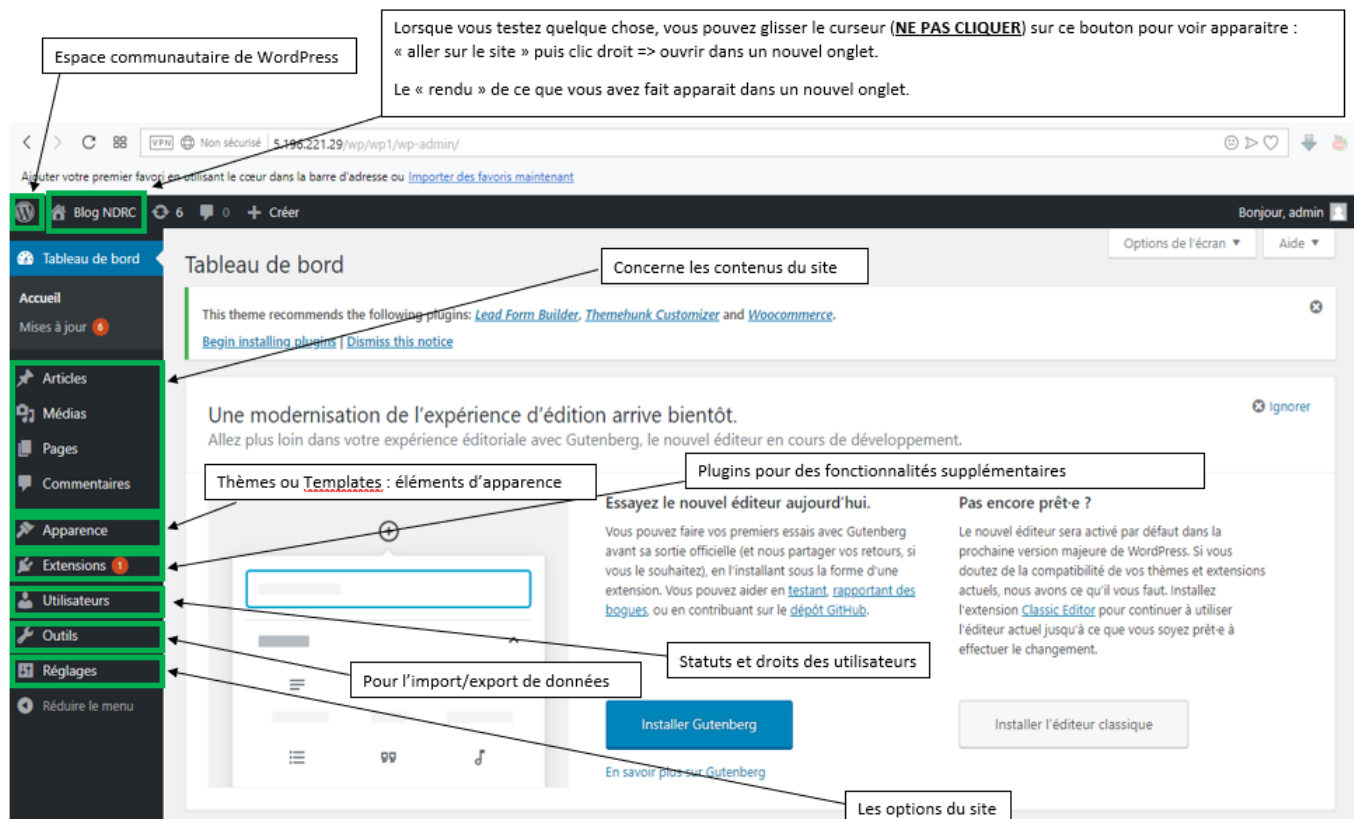 Lorsque vous testez quelque chose, vous pouvez glisser le curseur (NE PAS CLIQUER) sur ce bouton pour voir apparaitre :
« aller sur le site » puis clic droit => ouvrir dans un nouvel onglet.
Le « rendu » de ce que vous avez fait apparait dans un nouvel onglet.
Espace communautaire de WordPress
VPN Non sécurisé 5.196.221.29/wp/wp1/wp-admin/
Ajouter votre premier favori en utilisant le cœur dans la barre d'adresse ou Importer des favoris maintenant
Blog NDRC 6 0 + Créer
Bonjour, admin
Tableau de bord
Accueil
Mises à jour 6
Articles
Médias
Pages
Commentaires
Apparence
Extensions 1
Utilisateurs
Outils
Réglages
Réduire le menu
Options de l'écran ▼
Aide ▼
Tableau de bord
Concerne les contenus du site
This theme recommends the following plugins: Lead Form Builder, Themehunk Customizer and Woocommerce.
Begin installing plugins | Dismiss this notice
Une modernisation de l'expérience d'édition arrive bientôt.
Ignorer
Allez plus loin dans votre expérience éditoriale avec Gutenberg, le nouvel éditeur en cours de développement.
Plugins pour des fonctionnalités supplémentaires
Thèmes ou Templates : éléments d'apparence
Essayez le nouvel éditeur aujourd'hui.
Vous pouvez faire vos premiers essais avec Gutenberg
avant sa sortie officielle (et nous partager vos retours, si
vous le souhaitez), en l'installant sous la forme d'une
extension. Vous pouvez aider en testant, rapportant des
bogues, ou en contribuant sur le dépôt GitHub.
Pas encore prêt·e ?
Le nouvel éditeur sera activé par défaut dans la
prochaine version majeure de WordPress. Si vous
doutez de la compatibilité de vos thèmes et extensions
actuels, nous avons ce qu'il vous faut. Installez
l'extension Classic Editor pour continuer à utiliser
l'éditeur actuel jusqu'à ce que vous soyez prêt·e à
effectuer le changement.
Statuts et droits des utilisateurs
Pour l'import/export de données
Installer Gutenberg
Installer l'éditeur classique
En savoir plus sur Gutenberg
Les options du site